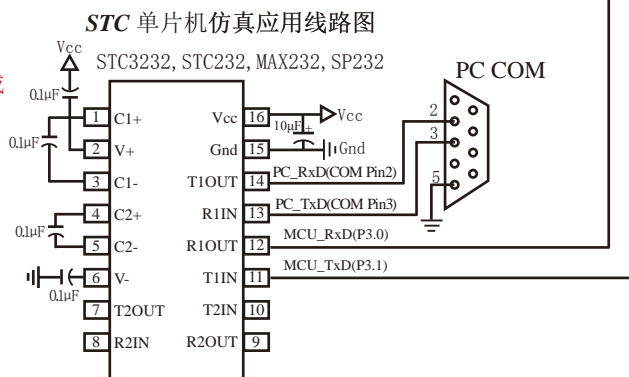 STC 单片机仿真应用线路图
STC3232, STC232, MAX232, SP232
Vcc
0.1μF
0.1μF
1 C1+
2 V+
3 C1-
4 C2+
0.1μF
5 C2-
6 V-
0.1μF
7 T2OUT
8 R2IN
Vcc 16
Vcc
10μF +
Gnd 15
Gnd
T1OUT 14 PC_RxD(COM Pin2)
R1IN 13 PC_TxD(COM Pin3)
R1OUT 12 MCU_RxD(P3.0)
T1IN 11 MCU_TxD(P3.1)
T2IN 10
R2OUT 9
PC COM
2
3
5